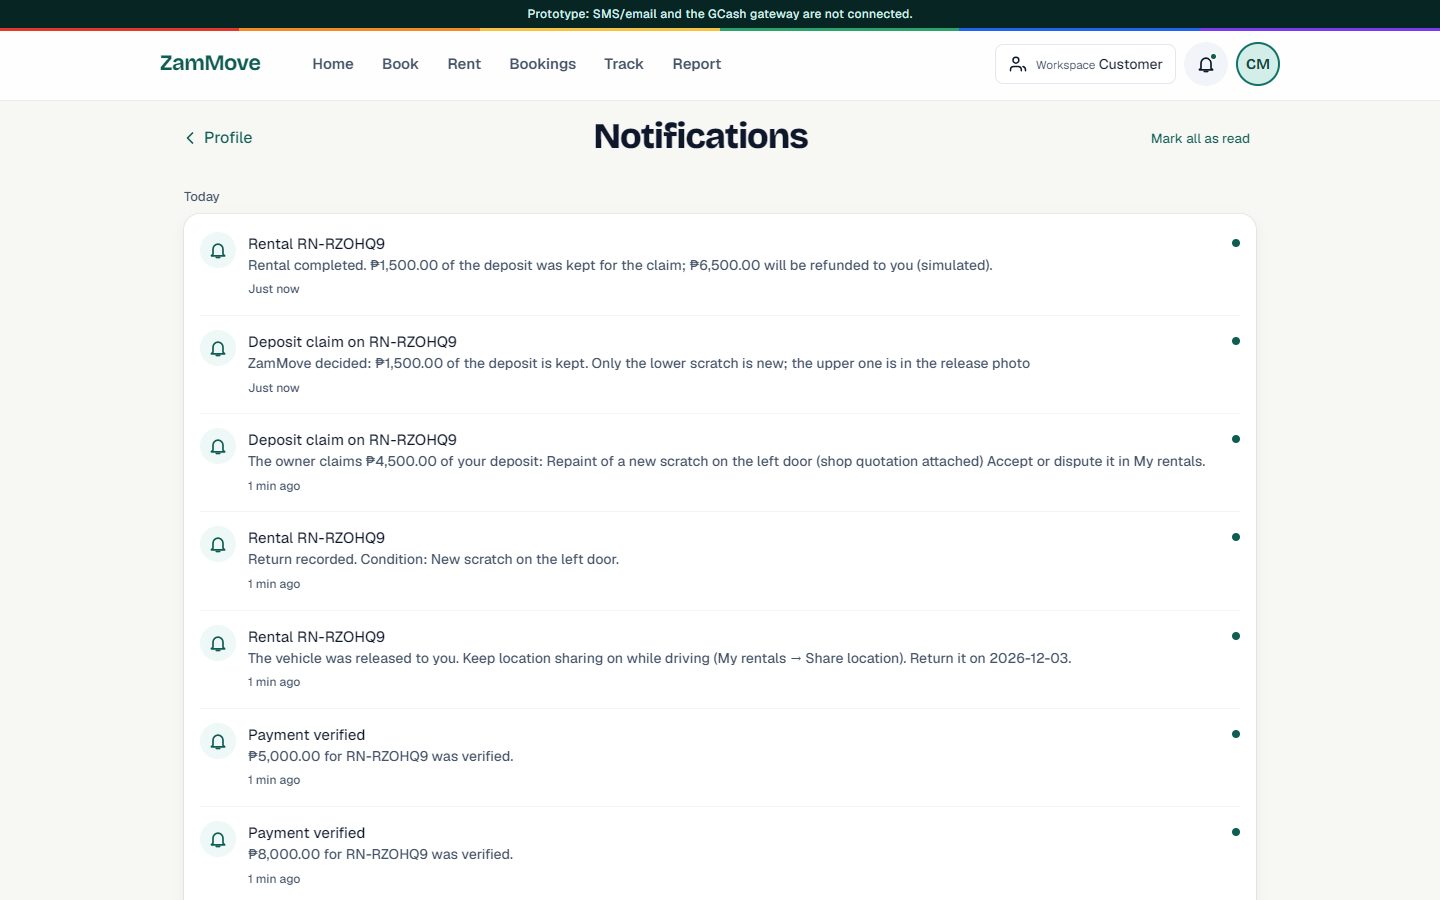 Prototype: SMS/email and the GCash gateway are not connected.
ZamMove
Home
Book
Rent
Bookings
Track
Report
Workspace Customer
CM
Profile
Notifications
Mark all as read
Today
Rental RN-RZOHQ9
Rental completed. ₱1,500.00 of the deposit was kept for the claim; ₱6,500.00 will be refunded to you (simulated).
Just now
Deposit claim on RN-RZOHQ9
ZamMove decided: ₱1,500.00 of the deposit is kept. Only the lower scratch is new; the upper one is in the release photo
Just now
Deposit claim on RN-RZOHQ9
The owner claims ₱4,500.00 of your deposit: Repaint of a new scratch on the left door (shop quotation attached) Accept or dispute it in My rentals.
1 min ago
Rental RN-RZOHQ9
Return recorded. Condition: New scratch on the left door.
1 min ago
Rental RN-RZOHQ9
The vehicle was released to you. Keep location sharing on while driving (My rentals → Share location). Return it on 2026-12-03.
1 min ago
Payment verified
₱5,000.00 for RN-RZOHQ9 was verified.
1 min ago
Payment verified
₱8,000.00 for RN-RZOHQ9 was verified.
1 min ago